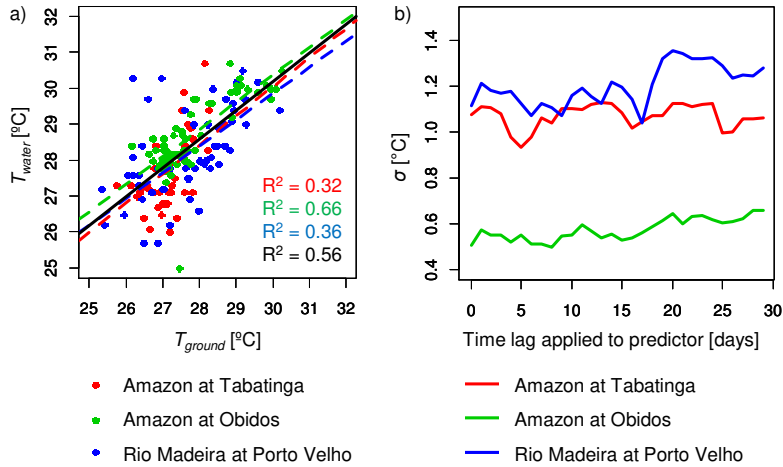 a)
32
31
30
29
28
27
26
25
T_water [ºC]
R² = 0.32
R² = 0.66
R² = 0.36
R² = 0.56
25 26 27 28 29 30 31 32
T_ground [ºC]
Amazon at Tabatinga
Amazon at Obidos
Rio Madeira at Porto Velho
b)
1.4
1.2
1.0
0.8
0.6
0.4
σ [°C]
0 5 10 15 20 25 30
Time lag applied to predictor [days]
Amazon at Tabatinga
Amazon at Obidos
Rio Madeira at Porto Velho